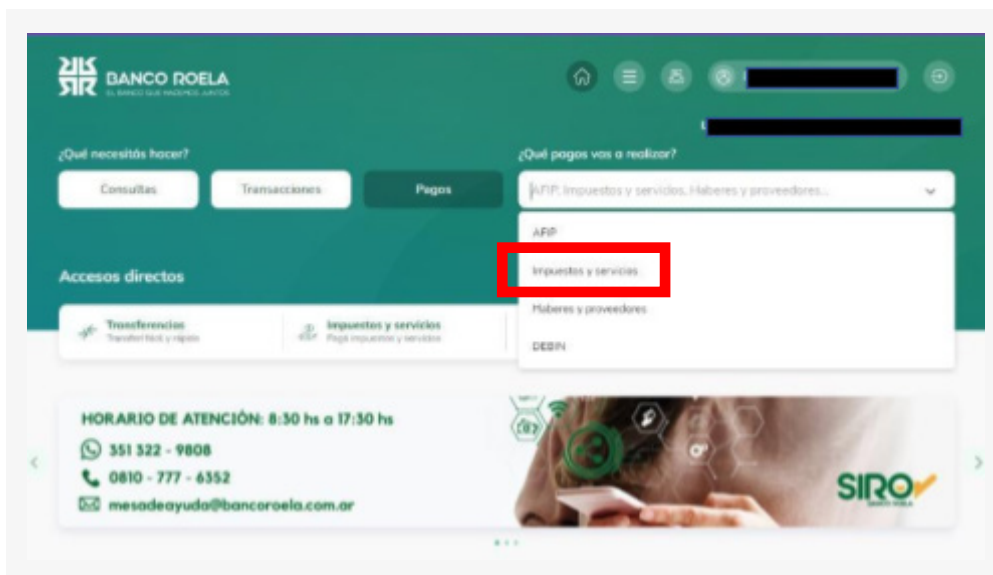 BANCO ROELA
EL BANCO QUE HACEMOS JUNTOS
¿Qué necesitás hacer?
Consultas
Transacciones
Pagos
¿Qué pagos vas a realizar?
AFIP, Impuestos y servicios, Haberes y proveedores...
AFIP
Impuestos y servicios
Haberes y proveedores
DEBIN
Accesos directos
Transferencias
Transferí fácil y rápido
Impuestos y servicios
Pagá impuestos y servicios
HORARIO DE ATENCIÓN: 8:30 hs a 17:30 hs
351 322 - 9808
0810 - 777 - 6352
mesadeayuda@bancoroela.com.ar
SIRO
BANCO ROELA